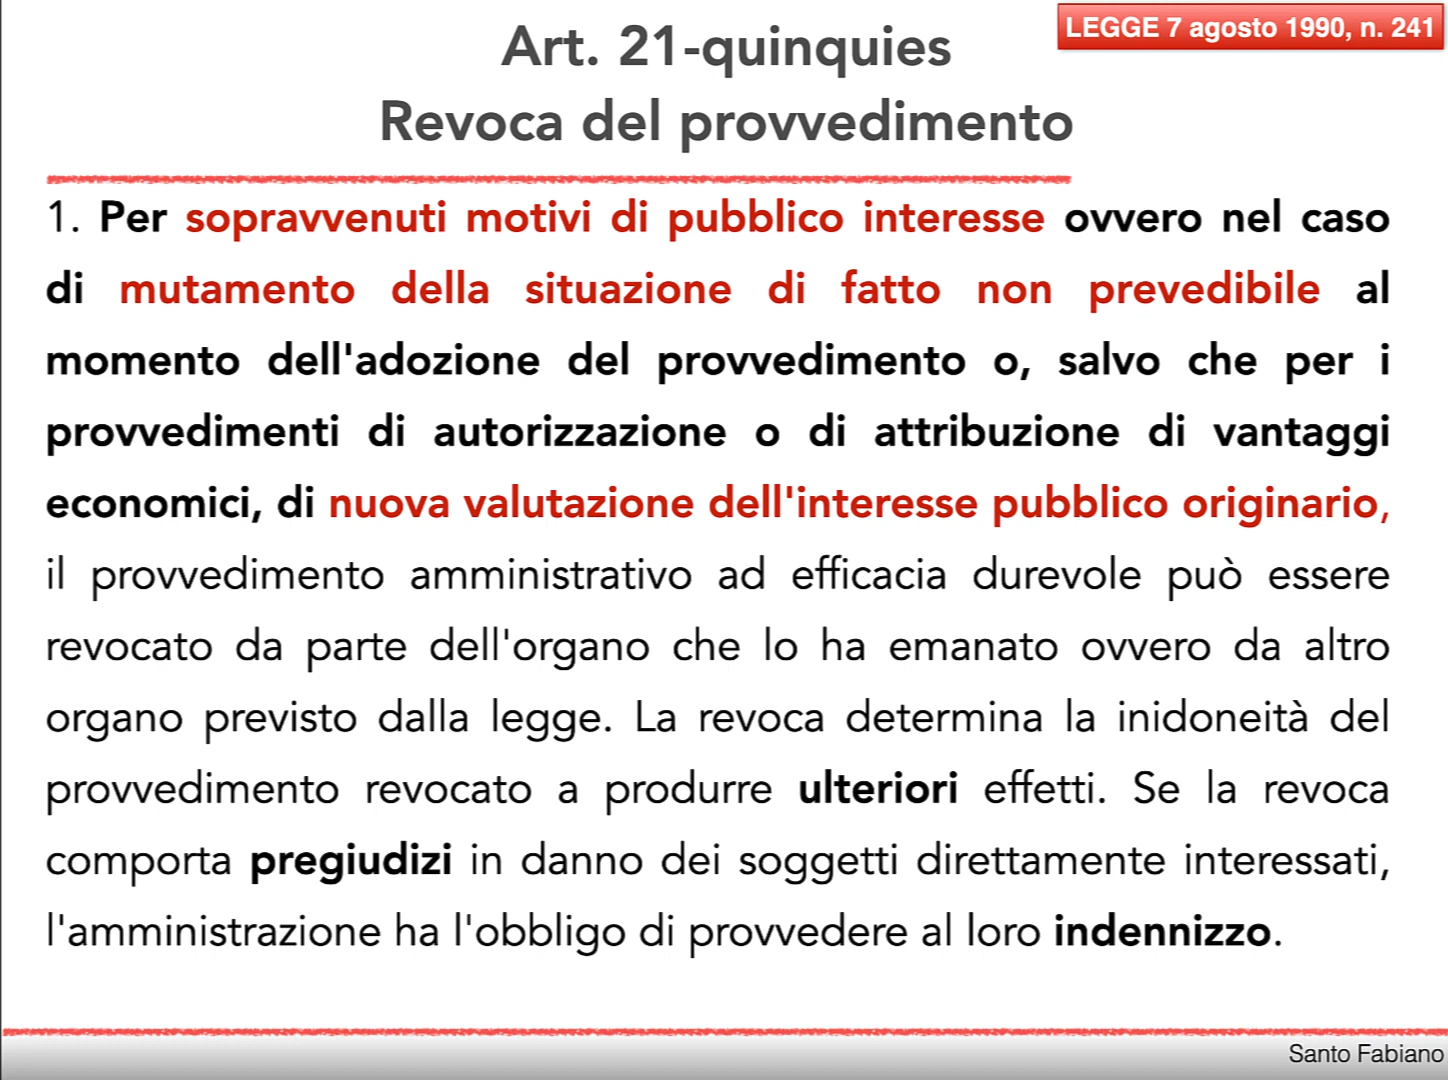 LEGGE 7 agosto 1990, n. 241
Art. 21-quinquies
Revoca del provvedimento
1. Per sopravvenuti motivi di pubblico interesse ovvero nel caso
di mutamento della situazione di fatto non prevedibile al
momento dell'adozione del provvedimento o, salvo che per i
provvedimenti di autorizzazione o di attribuzione di vantaggi
economici, di nuova valutazione dell'interesse pubblico originario,
il provvedimento amministrativo ad efficacia durevole può essere
revocato da parte dell'organo che lo ha emanato ovvero da altro
organo previsto dalla legge. La revoca determina la inidoneità del
provvedimento revocato a produrre ulteriori effetti. Se la revoca
comporta pregiudizi in danno dei soggetti direttamente interessati,
l'amministrazione ha l'obbligo di provvedere al loro indennizzo.
Santo Fabiano